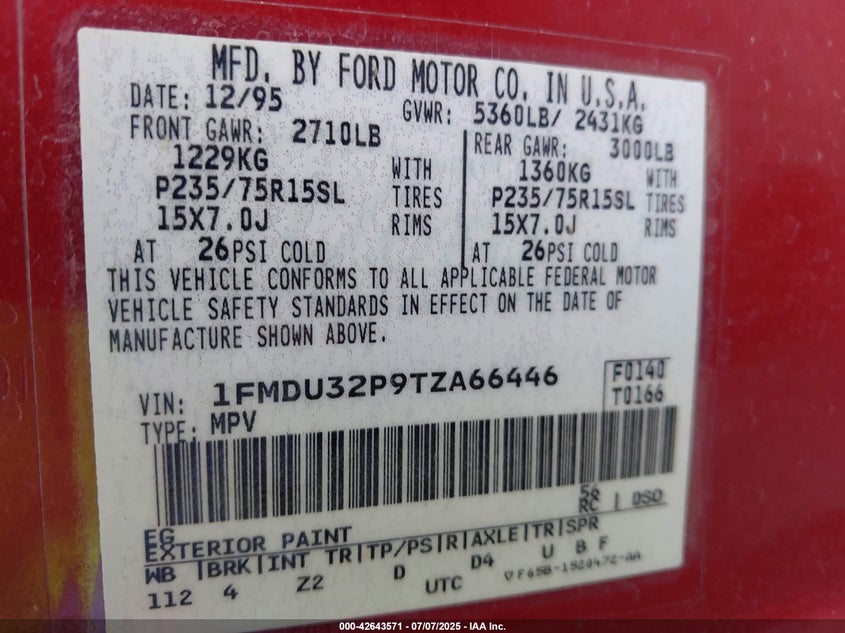 MFD. BY FORD MOTOR CO. IN U.S.A.
DATE: 12/95 GVWR: 5360LB/ 2431KG
FRONT GAWR: 2710LB REAR GAWR: 3000LB
1229KG WITH 1360KG WITH
P235/75R15SL TIRES P235/75R15SL TIRES
15X7.0J RIMS 15X7.0J RIMS
AT 26PSI COLD AT 26PSI COLD
THIS VEHICLE CONFORMS TO ALL APPLICABLE FEDERAL MOTOR
VEHICLE SAFETY STANDARDS IN EFFECT ON THE DATE OF
MANUFACTURE SHOWN ABOVE.
VIN: 1FMDU32P9TZA66446 F0140
TYPE: MPV T0166
56
EG RC | DSO
EXTERIOR PAINT
WB |BRK|INT TR|TP/PS|R|AXLE|TR|SPR
112 4 Z2 D D4 U B F
UTC ▽F65B-1520472-AA
000-42643571 | 07/07/2025 - IAA Inc.